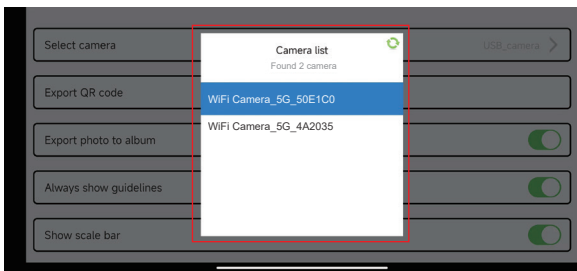 Select camera
USB_camera
Camera list
Found 2 camera
Export QR code
WiFi Camera_5G_50E1C0
WiFi Camera_5G_4A2035
Export photo to album
Always show guidelines
Show scale bar